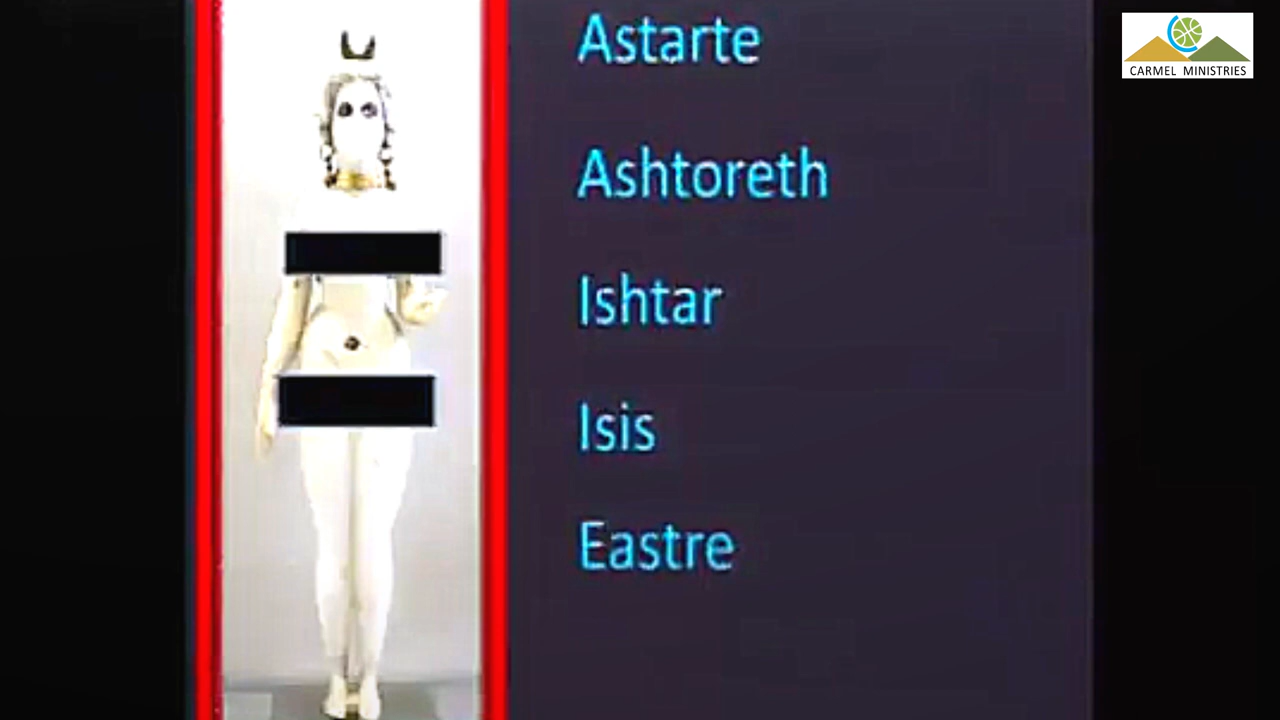 Astarte
CARMEL MINISTRIES
Ashtoreth
Ishtar
Isis
Eastre